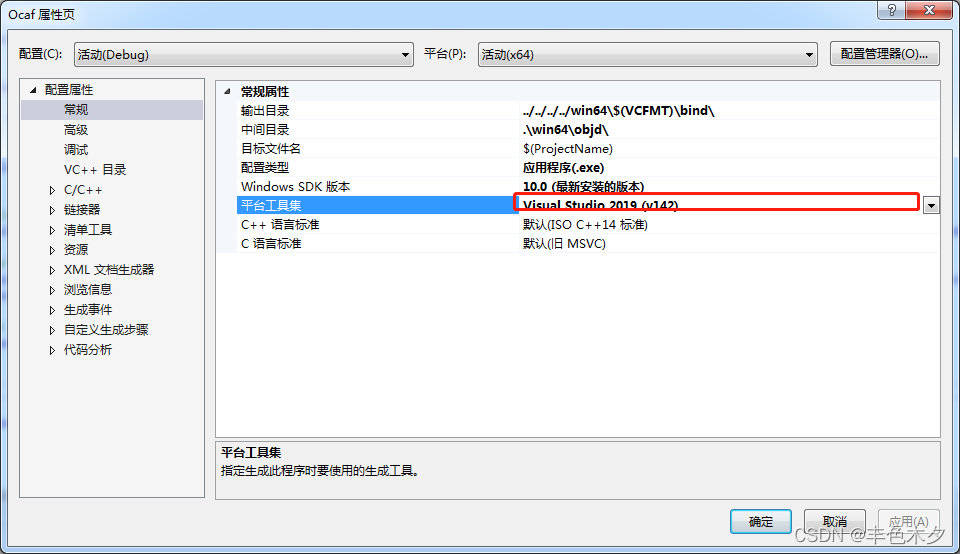 Ocaf 属性页
?
配置(C): 活动(Debug) 平台(P): 活动(x64) 配置管理器(O)...
配置属性
常规
高级
调试
VC++ 目录
C/C++
链接器
清单工具
资源
XML 文档生成器
浏览信息
生成事件
自定义生成步骤
代码分析
常规属性
输出目录 ../../../../win64\$(VCFMT)\bind\
中间目录 .\win64\objd\
目标文件名 $(ProjectName)
配置类型 应用程序(.exe)
Windows SDK 版本 10.0 (最新安装的版本)
平台工具集 Visual Studio 2019 (v142)
C++ 语言标准 默认(ISO C++14 标准)
C 语言标准 默认(旧 MSVC)
平台工具集
指定生成此程序时要使用的生成工具。
确定 取消 应用(A)
CSDN @丰色木夕